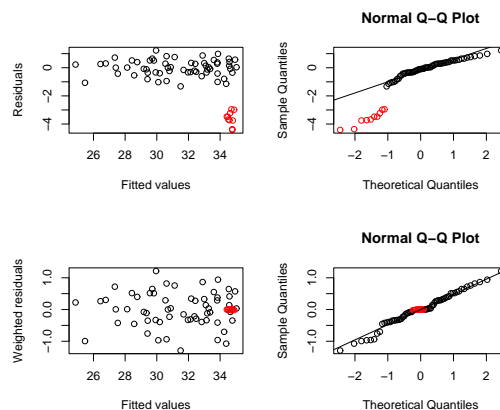 Normal Q−Q Plot
Residuals
0
−2
−4
26 28 30 32 34
Fitted values
Sample Quantiles
0
−2
−4
−2 −1 0 1 2
Theoretical Quantiles
Normal Q−Q Plot
Weighted residuals
1.0
0.0
−1.0
26 28 30 32 34
Fitted values
Sample Quantiles
1.0
0.0
−1.0
−2 −1 0 1 2
Theoretical Quantiles